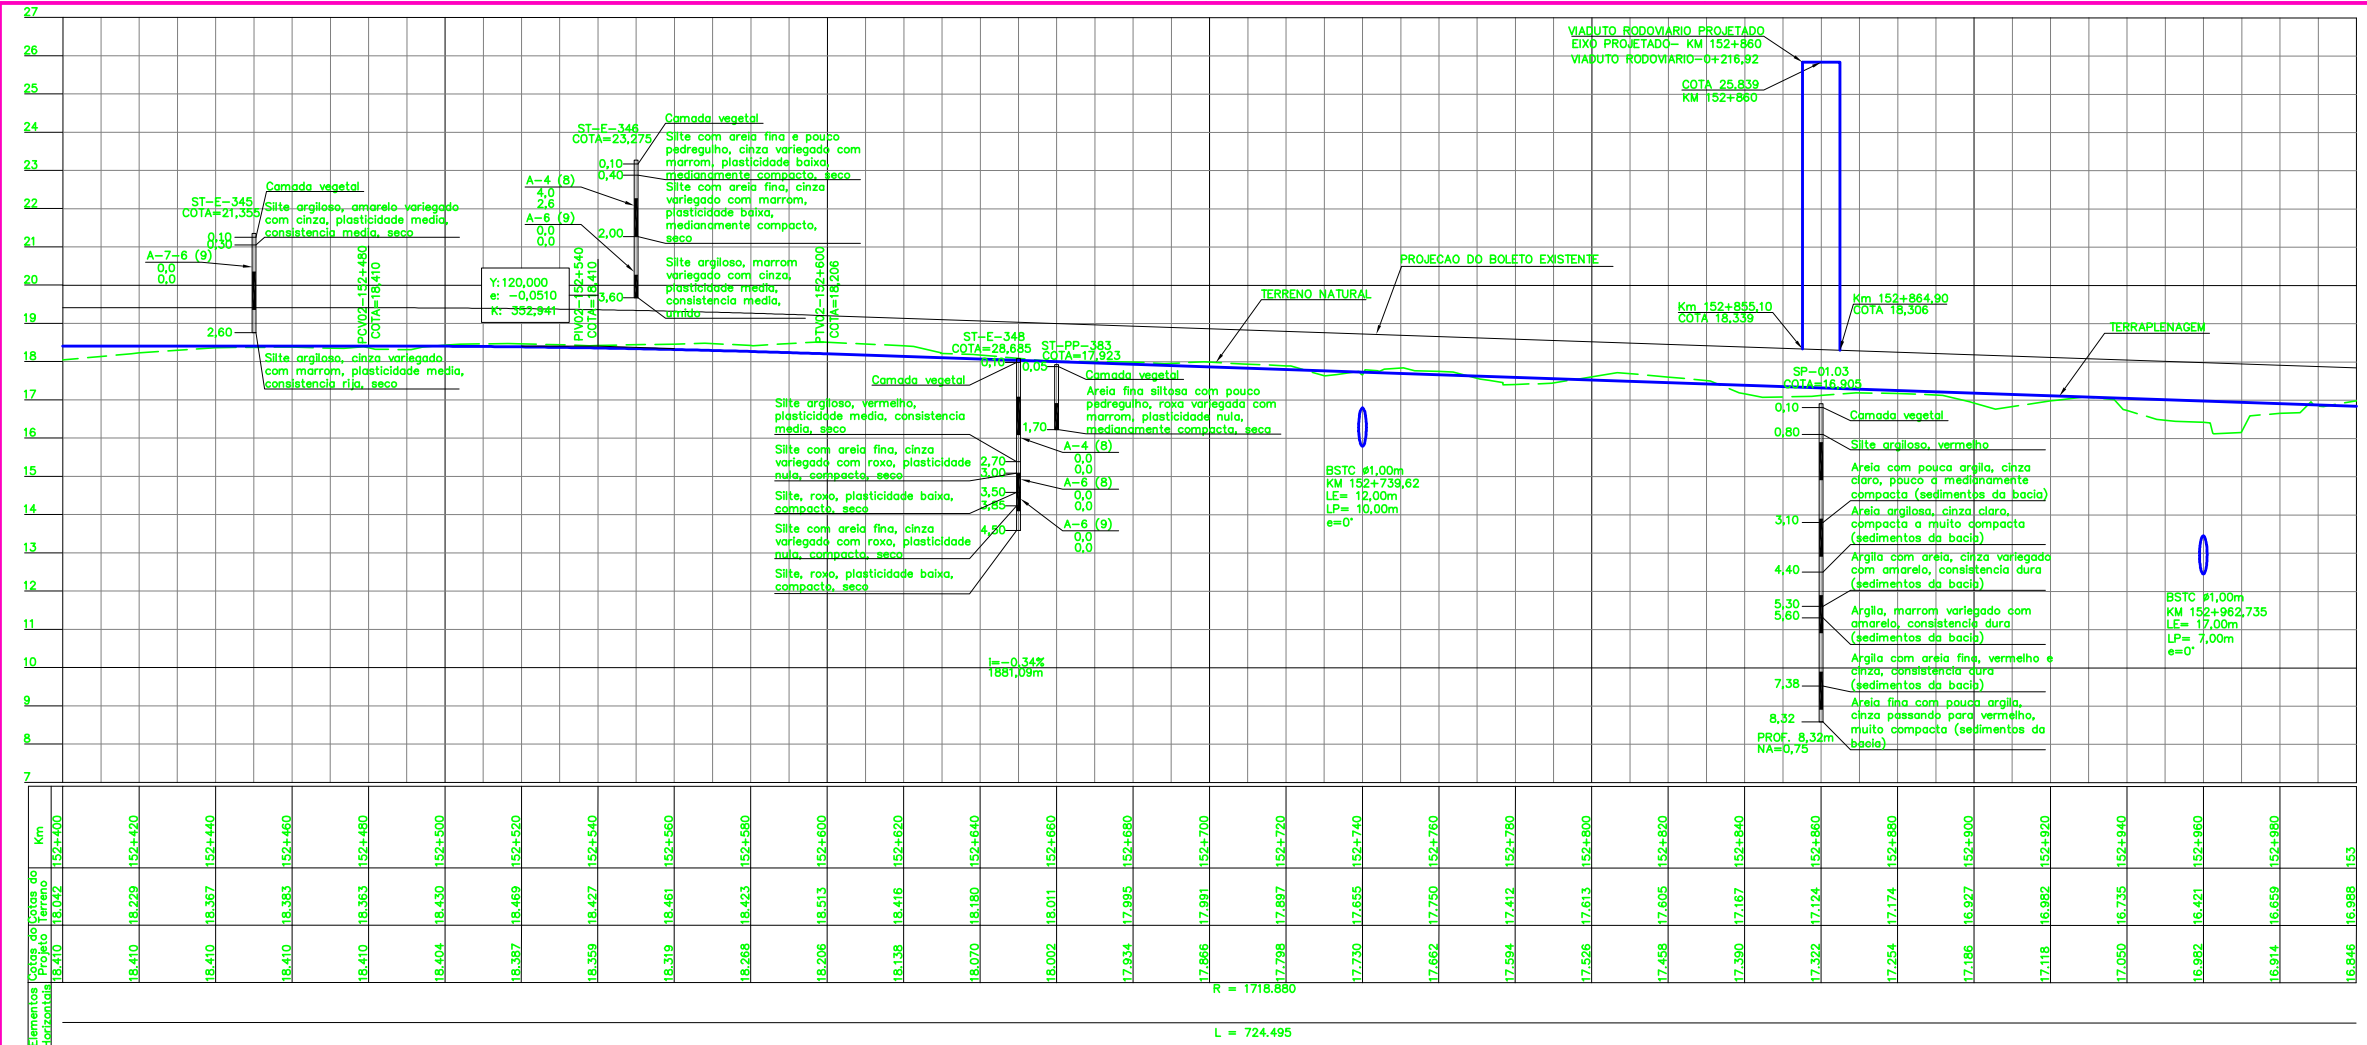 27
26
25
24
23
22
21
20
19
18
17
16
15
14
13
12
11
10
9
8
7
ST-E-345
COTA=21,355
0,10
0,30
2,60
A-7-6 (9)
0,0
0,0
Camada vegetal
Silte argiloso, amarelo variegado
com cinza, plasticidade media,
consistencia media, seco
Silte argiloso, cinza variegado
com marrom, plasticidade media,
consistencia rija, seco
PCV02-152+480
COTA=18,410
Y:120,000
e: -0,0510
K: 352,941
PIV02-152+540
COTA=18,410
ST-E-346
COTA=23,275
0,10
0,40
2,00
3,60
A-4 (8)
4,0
2,6
A-6 (9)
0,0
0,0
Camada vegetal
Silte com areia fina e pouco
pedregulho, cinza variegado com
marrom, plasticidade baixa,
medianamente compacto, seco
Silte com areia fina, cinza
variegado com marrom,
plasticidade baixa,
medianamente compacto,
seco
Silte argiloso, marrom
variegado com cinza,
plasticidade media,
consistencia media,
umido
PTV02-152+600
COTA=18,206
ST-E-348
COTA=28,685
0,10
2,70
3,00
3,50
3,85
4,50
Camada vegetal
Silte argiloso, vermelho,
plasticidade media, consistencia
media, seco
Silte com areia fina, cinza
variegado com roxo, plasticidade
nula, compacto, seco
Silte, roxo, plasticidade baixa,
compacto, seco
Silte com areia fina, cinza
variegado com roxo, plasticidade
nula, compacto, seco
Silte, roxo, plasticidade baixa,
compacto, seco
A-4 (8)
0,0
0,0
A-6 (8)
0,0
0,0
A-6 (9)
0,0
0,0
ST-PP-383
COTA=17,923
0,05
1,70
Camada vegetal
Areia fina siltosa com pouco
pedregulho, roxa variegada com
marrom, plasticidade nula,
medianamente compacta, seca
i=-0,34%
1881,09m
TERRENO NATURAL
PROJECAO DO BOLETO EXISTENTE
BSTC ø1,00m
KM 152+739,62
LE= 12,00m
LP= 10,00m
e=0°
VIADUTO RODOVIARIO PROJETADO
EIXO PROJETADO- KM 152+860
VIADUTO RODOVIARIO-0+216,92
COTA 25,839
KM 152+860
Km 152+855,10
COTA 18,339
Km 152+864,90
COTA 18,306
TERRAPLENAGEM
SP-01.03
COTA=16,905
0,10
0,80
3,10
4,40
5,30
5,60
7,38
8,32
PROF. 8,32m
NA=0,75
Camada vegetal
Silte argiloso, vermelho
Areia com pouca argila, cinza
claro, pouco a medianamente
compacta (sedimentos da bacia)
Areia argiloso, cinza claro,
compacta a muito compacta
(sedimentos da bacia)
Argila com areia, cinza variegado
com amarelo, consistencia dura
(sedimentos da bacia)
Argila, marrom variegado com
amarelo, consistencia dura
(sedimentos da bacia)
Argila com areia fina, vermelho e
cinza, consistencia dura
(sedimentos da bacia)
Areia fina com pouca argila,
cinza passando para vermelho,
muito compacta (sedimentos da
bacia)
BSTC ø1,00m
KM 152+962,735
LE= 17,00m
LP= 7,00m
e=0°
Km
152+400 152+420 152+440 152+460 152+480 152+500 152+520 152+540 152+560 152+580 152+600 152+620 152+640 152+660 152+680 152+700 152+720 152+740 152+760 152+780 152+800 152+820 152+840 152+860 152+880 152+900 152+920 152+940 152+960 152+980 153
Cotas do
Terreno
18.042 18.229 18.367 18.383 18.363 18.430 18.469 18.427 18.461 18.423 18.513 18.416 18.180 18.011 17.995 17.991 17.897 17.655 17.750 17.412 17.613 17.605 17.167 17.124 17.174 16.927 16.982 16.735 16.421 16.659 16.988
Cotas do
Projeto
18.410 18.410 18.410 18.410 18.410 18.404 18.387 18.359 18.319 18.268 18.206 18.138 18.070 18.002 17.934 17.866 17.798 17.730 17.662 17.594 17.526 17.458 17.390 17.322 17.254 17.186 17.118 17.050 16.982 16.914 16.846
Elementos
Horizontais
R = 1718.880
L = 724.495